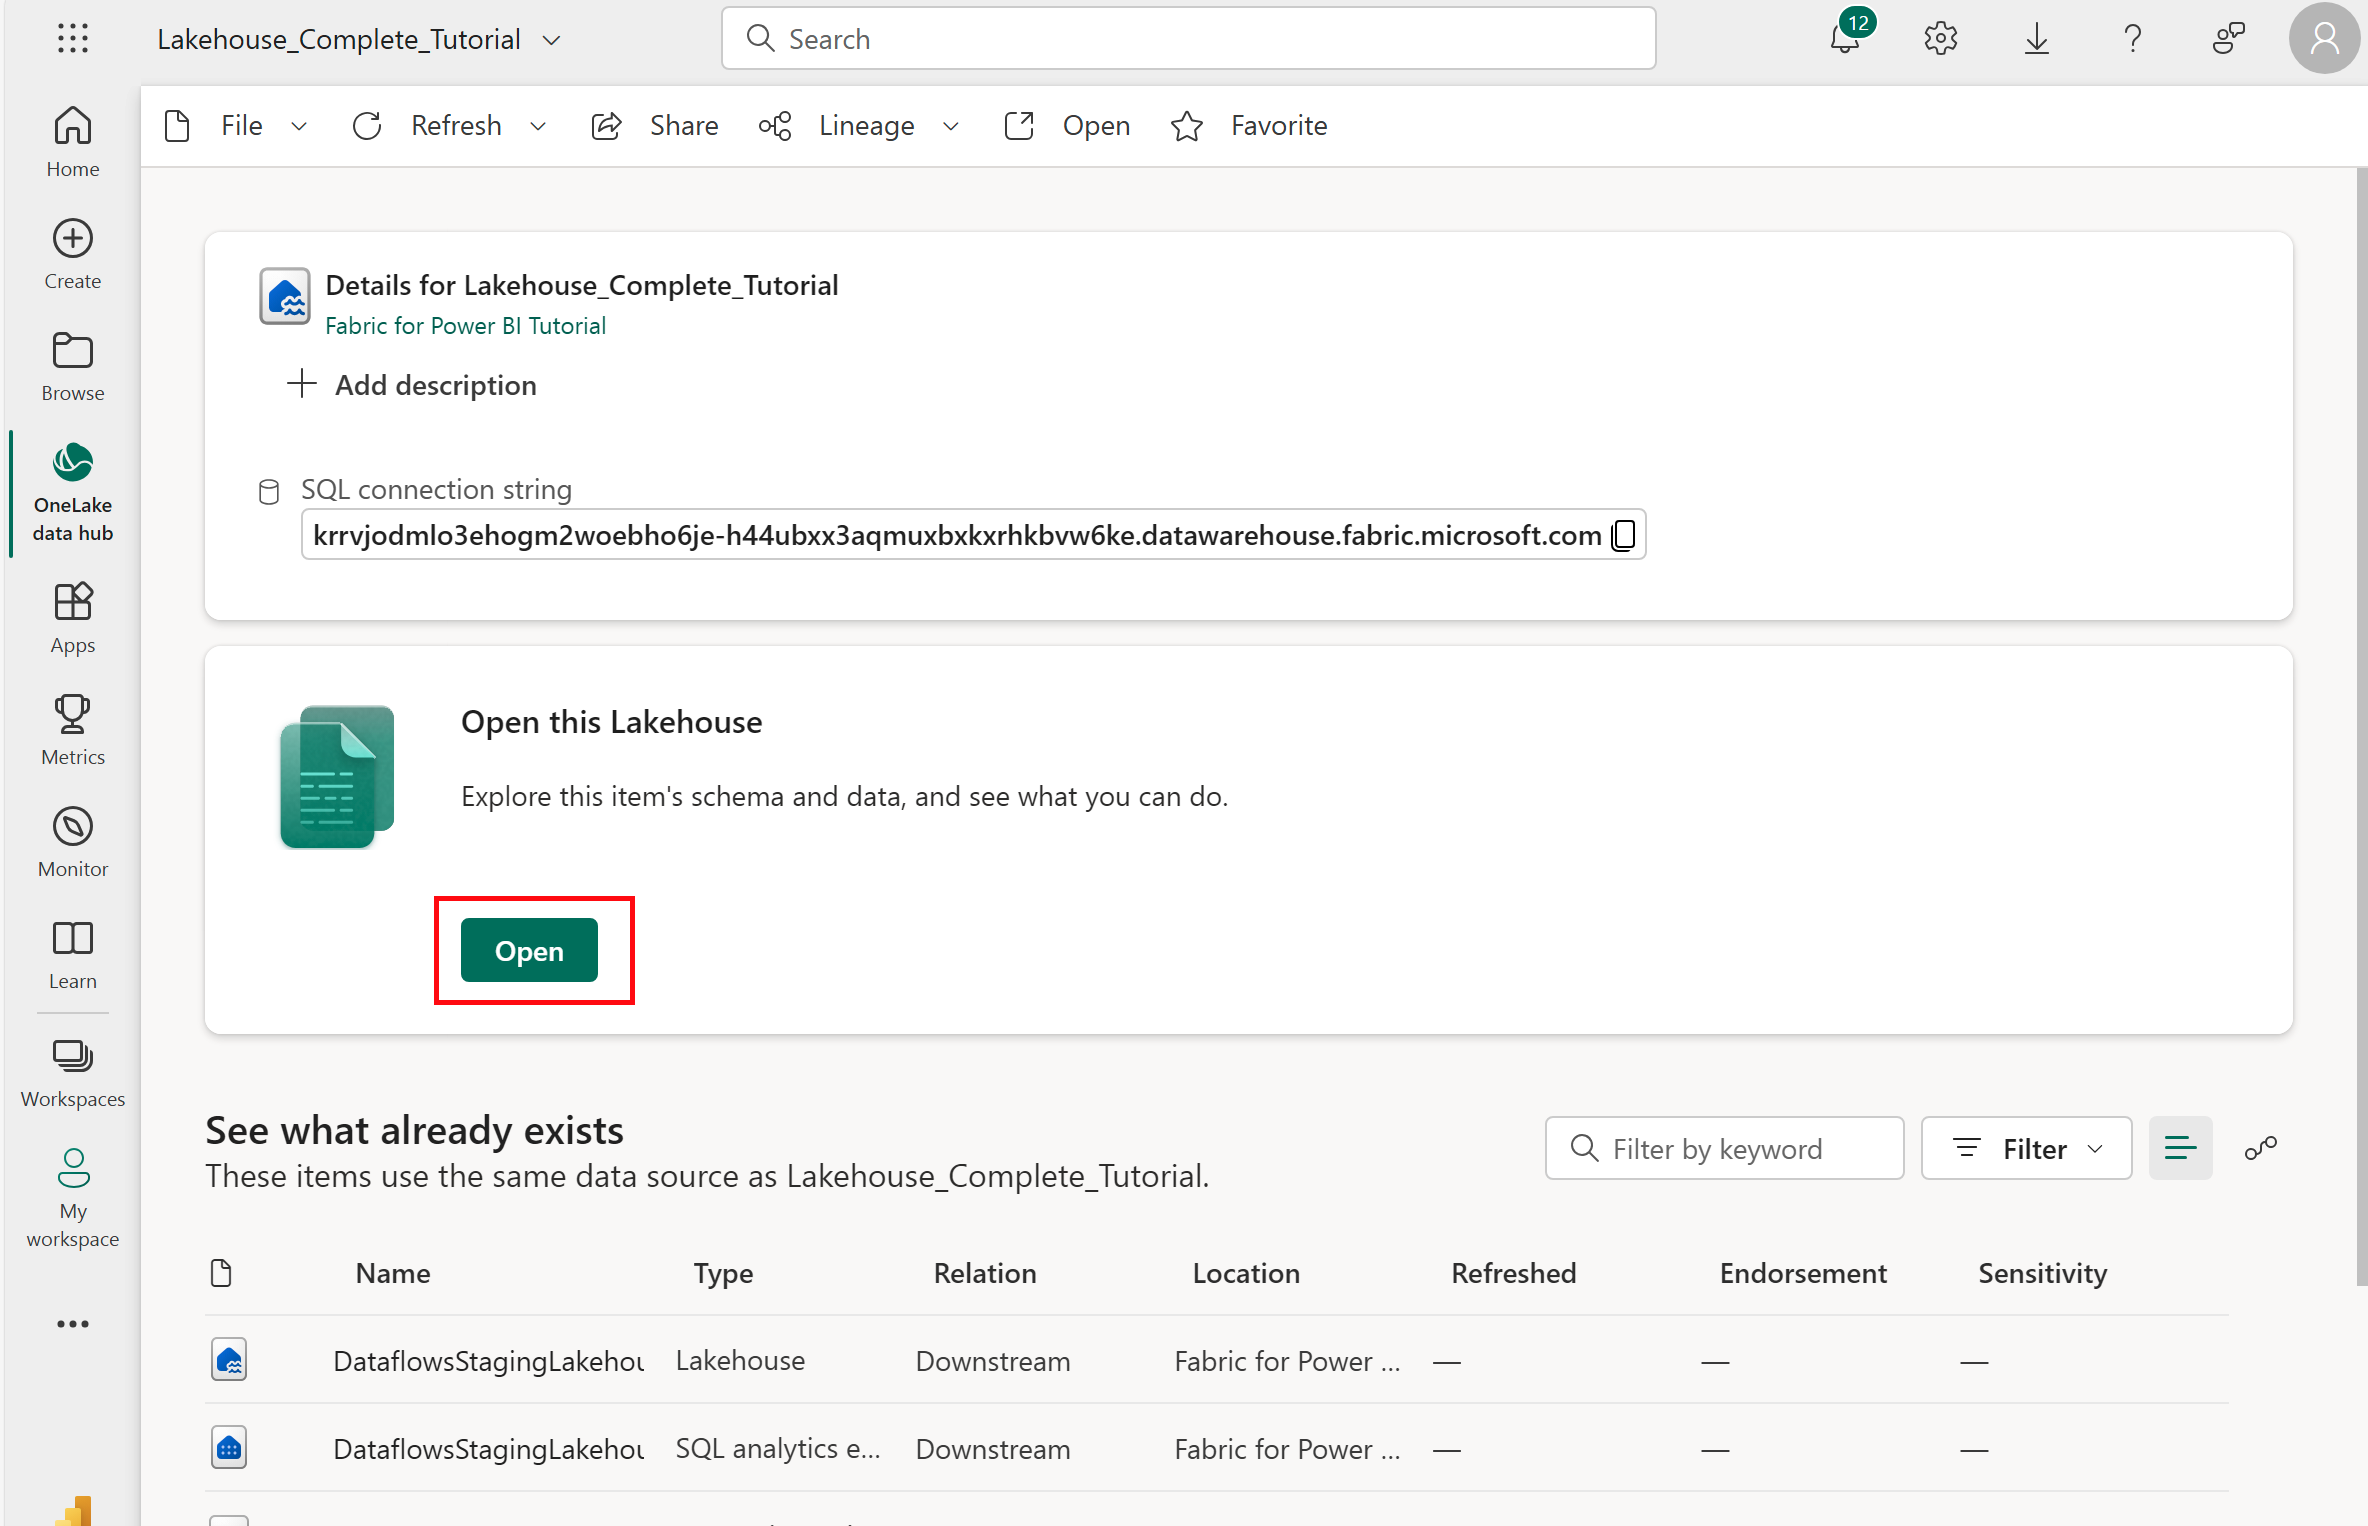 Lakehouse_Complete_Tutorial
Search
12
File
Refresh
Share
Lineage
Open
Favorite
Home
Create
Browse
OneLake
data hub
Apps
Metrics
Monitor
Learn
Workspaces
My
workspace
Details for Lakehouse_Complete_Tutorial
Fabric for Power BI Tutorial
Add description
SQL connection string
krrvjodmlo3ehogm2woebho6je-h44ubxx3aqmuxbxkxrhkbvw6ke.datawarehouse.fabric.microsoft.com
Open this Lakehouse
Explore this item's schema and data, and see what you can do.
Open
See what already exists
These items use the same data source as Lakehouse_Complete_Tutorial.
Filter by keyword
Filter
Name Type Relation Location Refreshed Endorsement Sensitivity
DataflowsStagingLakehou Lakehouse Downstream Fabric for Power ... — — —
DataflowsStagingLakehou SQL analytics e... Downstream Fabric for Power ... — — —